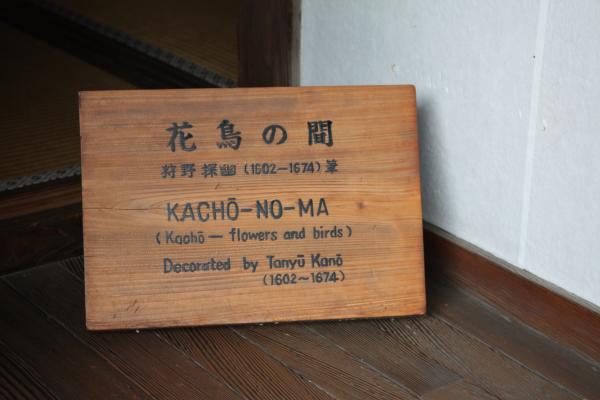 花鳥の間
狩野探幽(1602—1674)筆
KACHŌ-NO-MA
(Kachō — flowers and birds)
Decorated by Tanyū Kanō
(1602~1674)